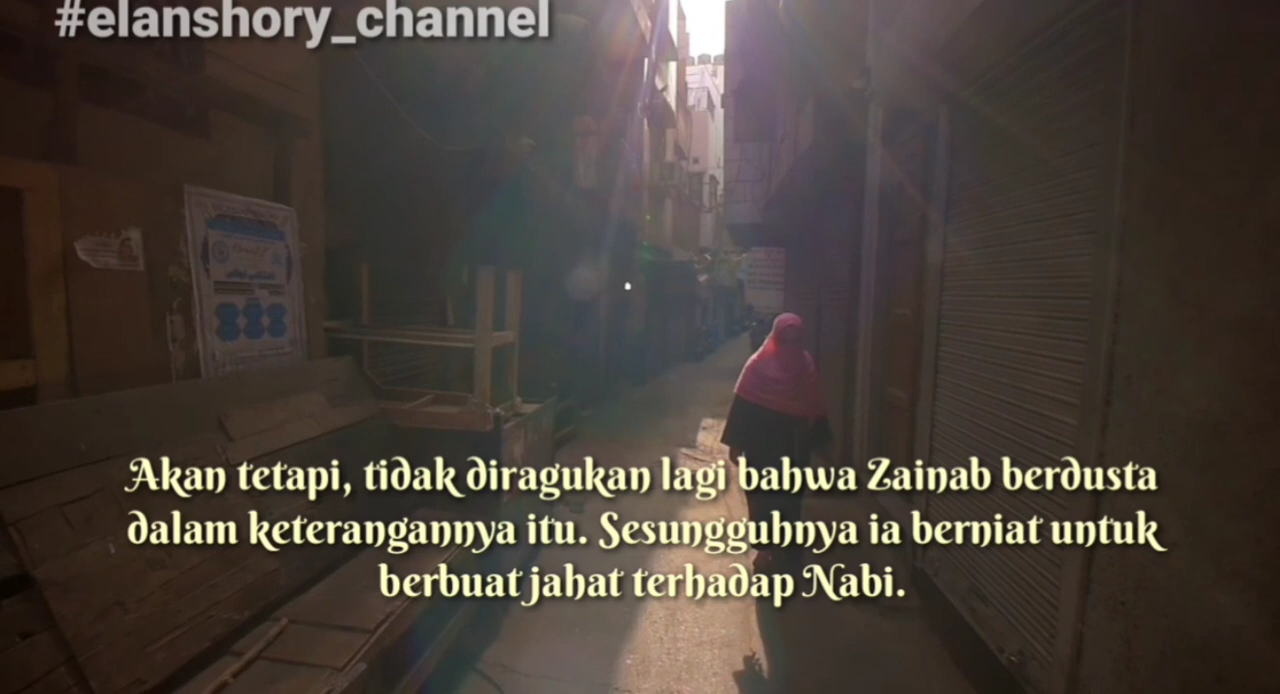 #elanshory_channel
Akan tetapi, tidak diragukan lagi bahwa Zainab berdusta
dalam keterangannya itu. Sesungguhnya ia berniat untuk
berbuat jahat terhadap Nabi.